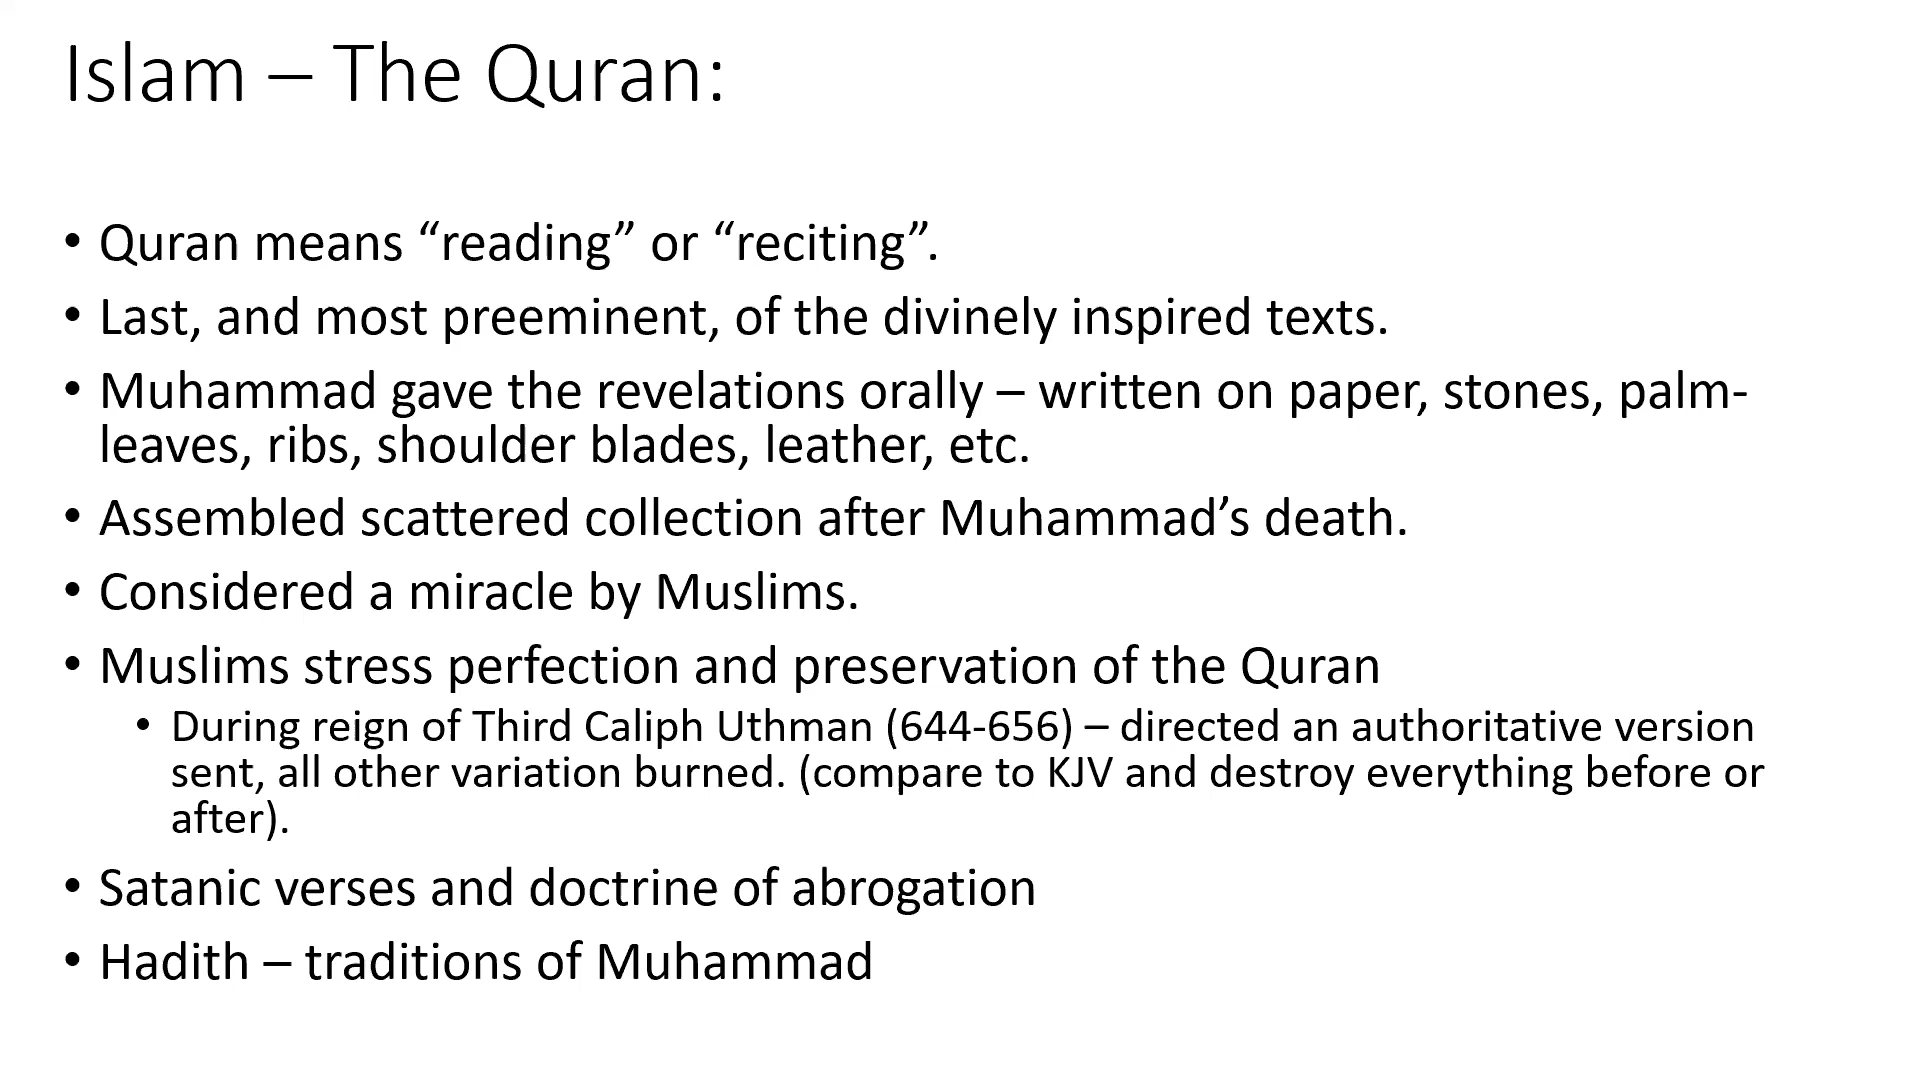 Islam – The Quran:
• Quran means “reading” or “reciting”.
• Last, and most preeminent, of the divinely inspired texts.
• Muhammad gave the revelations orally – written on paper, stones, palm-
leaves, ribs, shoulder blades, leather, etc.
• Assembled scattered collection after Muhammad’s death.
• Considered a miracle by Muslims.
• Muslims stress perfection and preservation of the Quran
• During reign of Third Caliph Uthman (644-656) – directed an authoritative version
sent, all other variation burned. (compare to KJV and destroy everything before or
after).
• Satanic verses and doctrine of abrogation
• Hadith – traditions of Muhammad